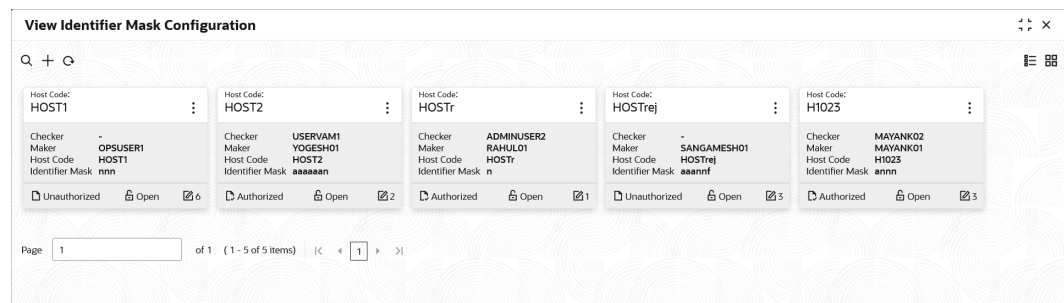 View Identifier Mask Configuration
Host Code:
HOST1
Checker -
Maker OPSUSER1
Host Code HOST1
Identifier Mask nnn
Unauthorized Open 6
Host Code:
HOST2
Checker USERVAM1
Maker YOGESH01
Host Code HOST2
Identifier Mask aaaaaan
Authorized Open 2
Host Code:
HOSTr
Checker ADMINUSER2
Maker RAHUL01
Host Code HOSTr
Identifier Mask n
Authorized Open 1
Host Code:
HOSTrej
Checker -
Maker SANGAMESH01
Host Code HOSTrej
Identifier Mask aaannf
Unauthorized Open 3
Host Code:
H1023
Checker MAYANK02
Maker MAYANK01
Host Code H1023
Identifier Mask annn
Authorized Open 3
Page 1 of 1 ( 1 - 5 of 5 items) 1